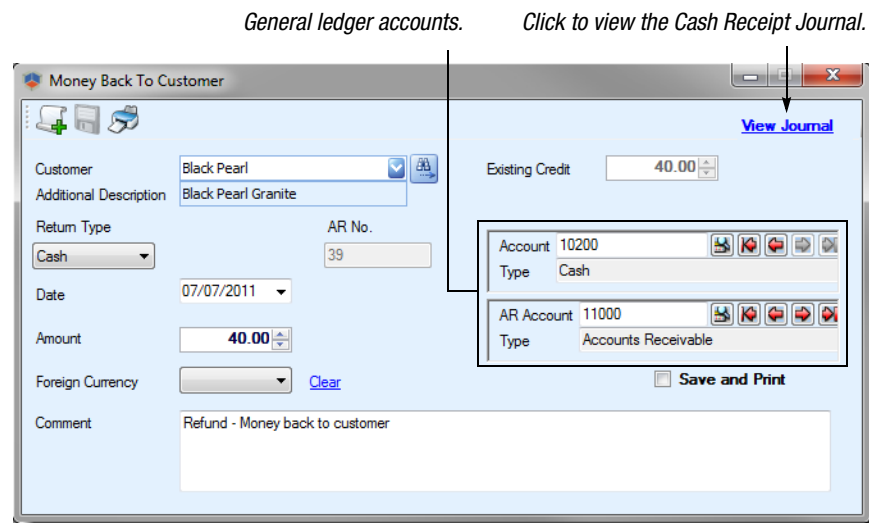 General ledger accounts. Click to view the Cash Receipt Journal.
Money Back To Customer
View Journal
Customer Black Pearl Existing Credit 40.00
Additional Description Black Pearl Granite
Return Type AR No.
Cash 39
Account 10200
Type Cash
Date 07/07/2011
AR Account 11000
Type Accounts Receivable
Amount 40.00
Foreign Currency Clear Save and Print
Comment Refund - Money back to customer